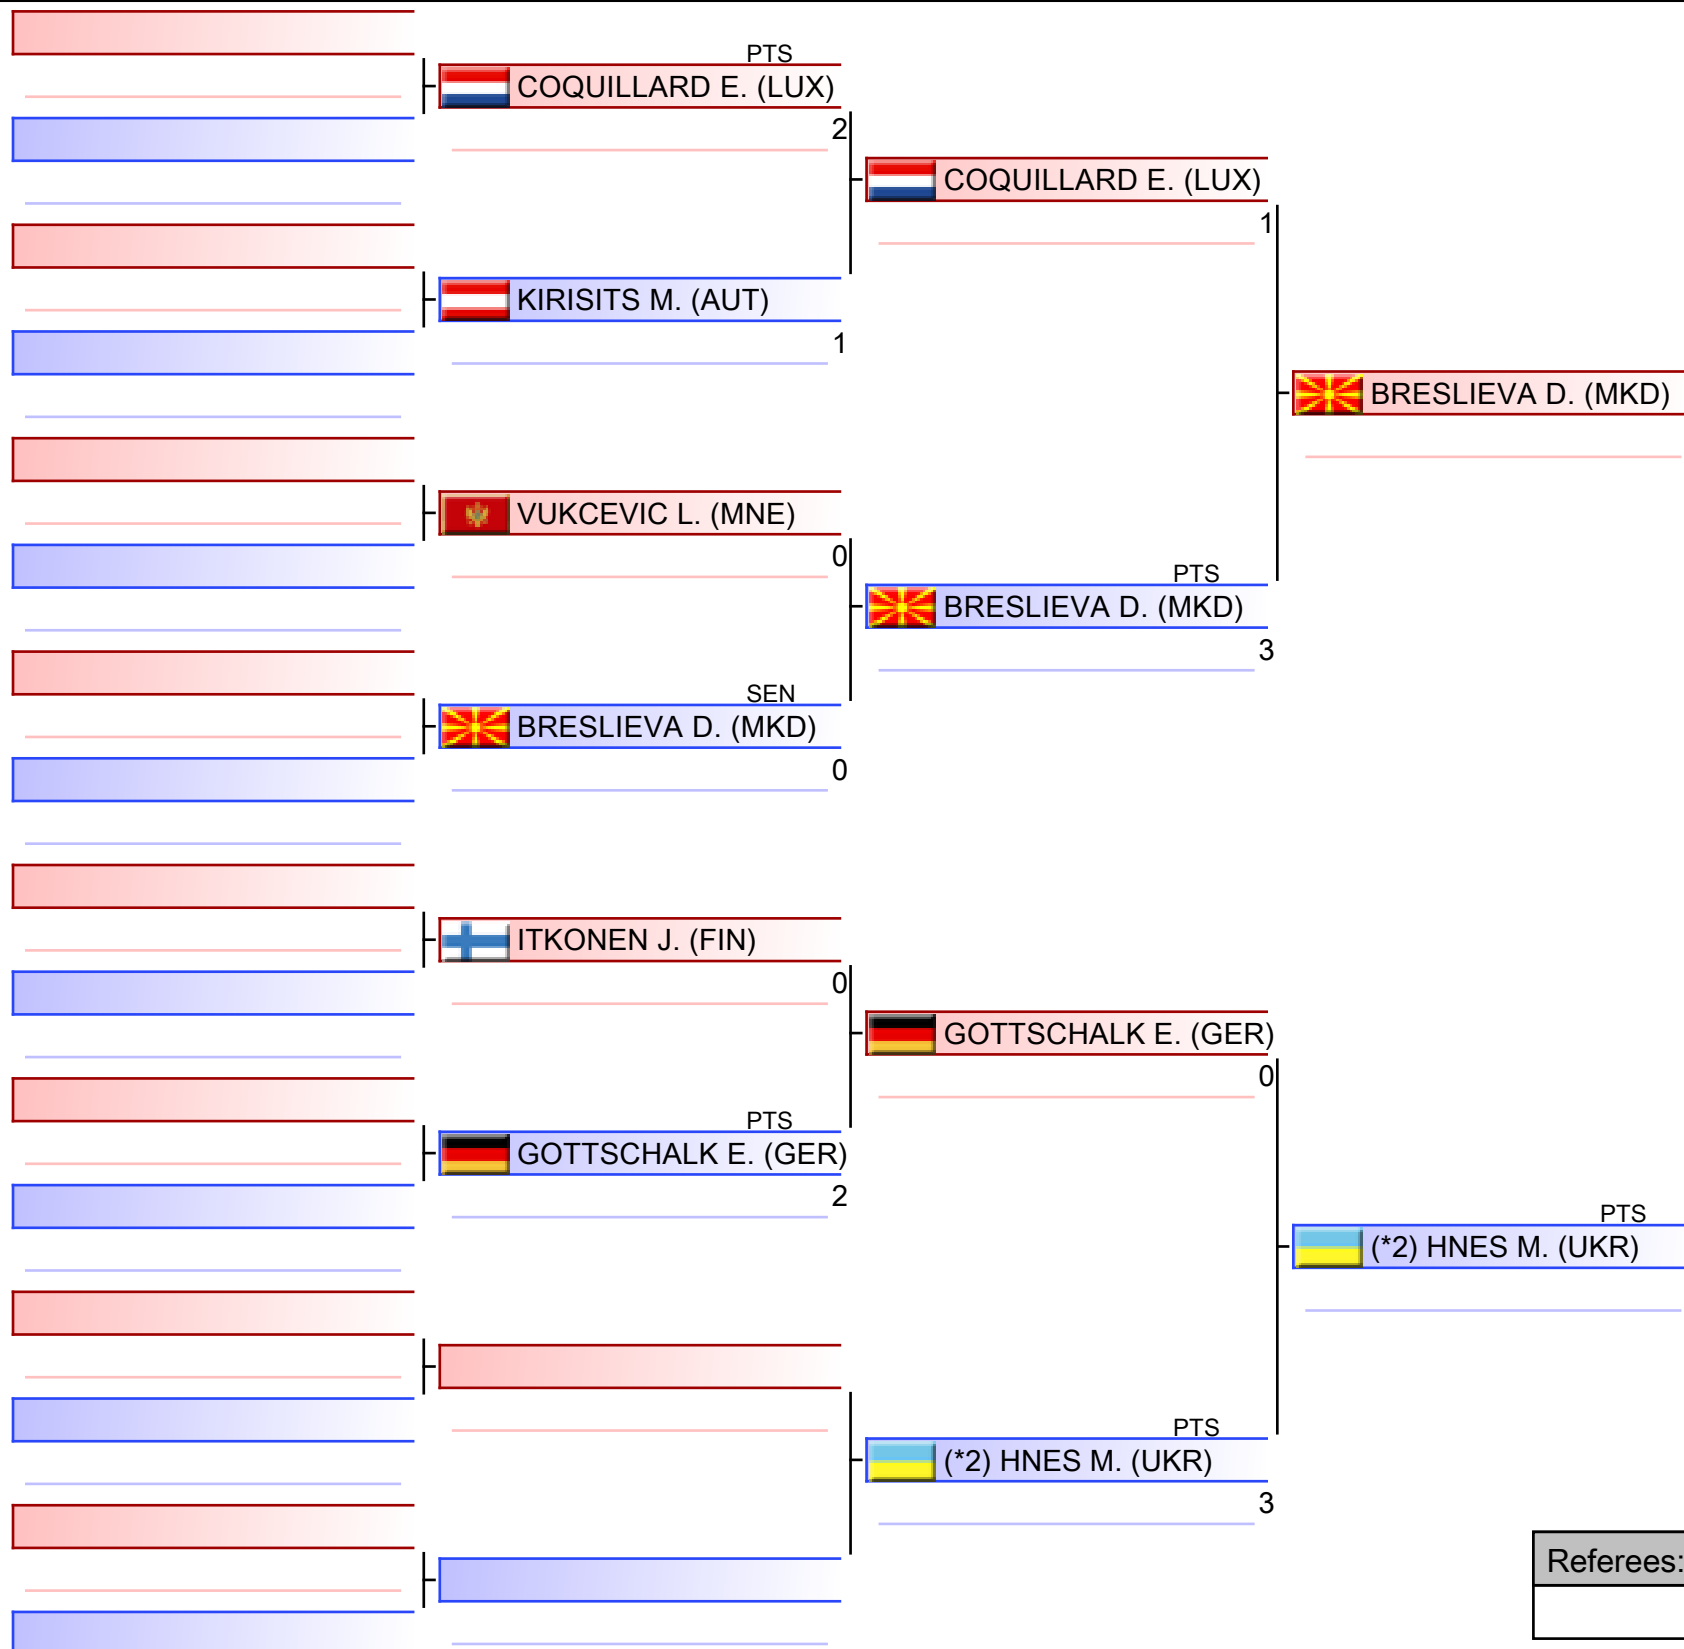 PTS
COQUILLARD E. (LUX)
2
COQUILLARD E. (LUX)
1
KIRISITS M. (AUT)
1
BRESLIEVA D. (MKD)
VUKCEVIC L. (MNE)
0
PTS
BRESLIEVA D. (MKD)
3
SEN
BRESLIEVA D. (MKD)
0
ITKONEN J. (FIN)
0
GOTTSCHALK E. (GER)
0
PTS
GOTTSCHALK E. (GER)
2
PTS
(*2) HNES M. (UKR)
PTS
(*2) HNES M. (UKR)
3
Referees: